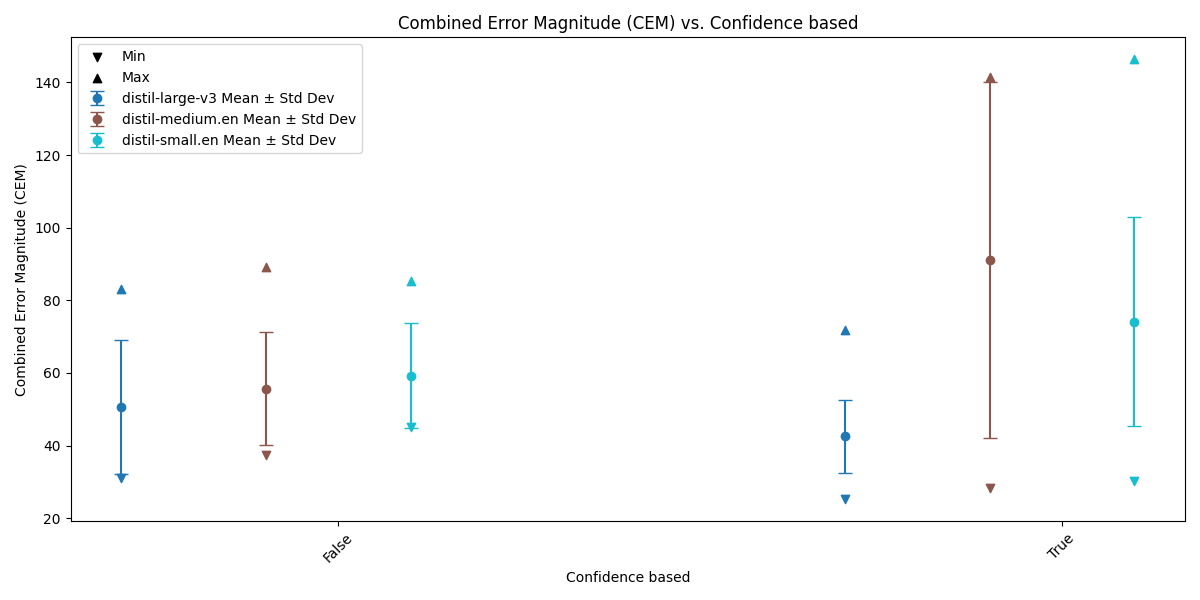 Combined Error Magnitude (CEM) vs. Confidence based
Min
Max
distil-large-v3 Mean ± Std Dev
distil-medium.en Mean ± Std Dev
distil-small.en Mean ± Std Dev
Combined Error Magnitude (CEM)
140
120
100
80
60
40
20
False
True
Confidence based